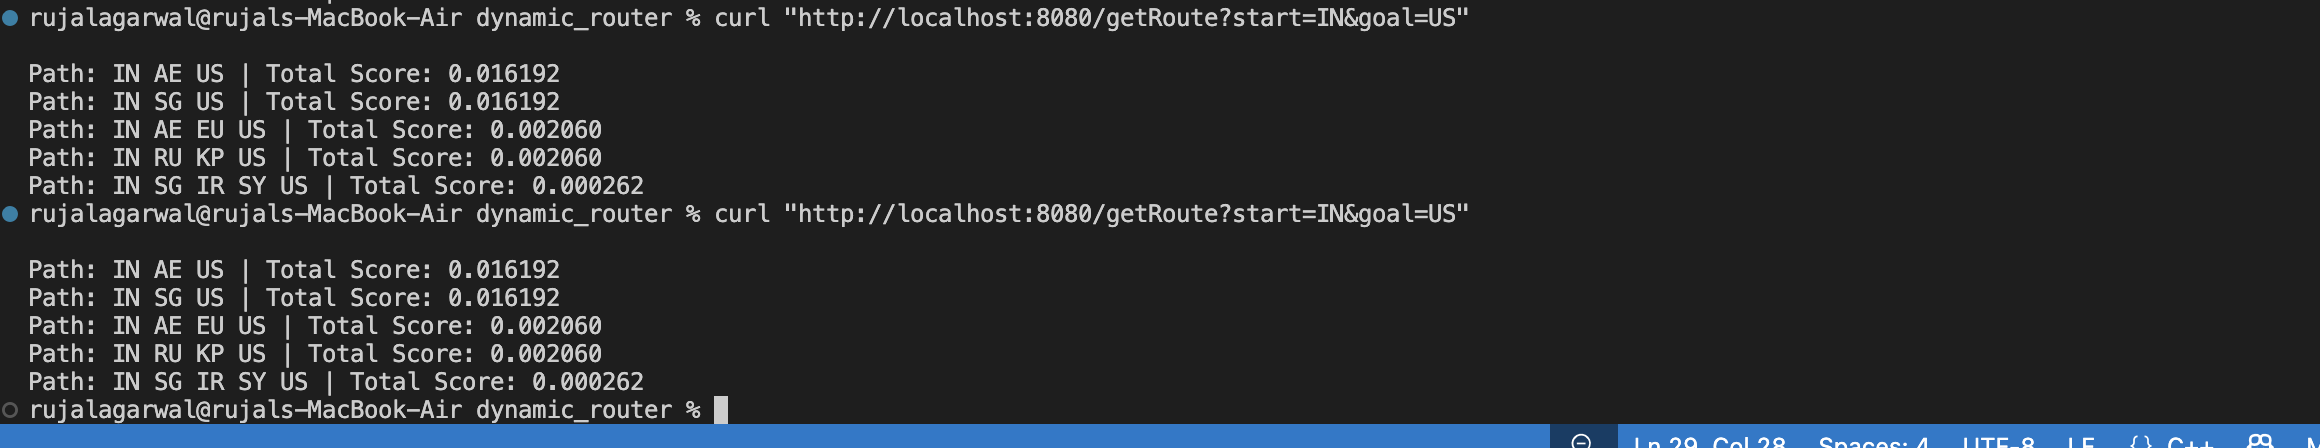 rujalagarwal@rujals-MacBook-Air dynamic_router % curl "http://localhost:8080/getRoute?start=IN&goal=US"
Path: IN AE US | Total Score: 0.016192
Path: IN SG US | Total Score: 0.016192
Path: IN AE EU US | Total Score: 0.002060
Path: IN RU KP US | Total Score: 0.002060
Path: IN SG IR SY US | Total Score: 0.000262
rujalagarwal@rujals-MacBook-Air dynamic_router % curl "http://localhost:8080/getRoute?start=IN&goal=US"
Path: IN AE US | Total Score: 0.016192
Path: IN SG US | Total Score: 0.016192
Path: IN AE EU US | Total Score: 0.002060
Path: IN RU KP US | Total Score: 0.002060
Path: IN SG IR SY US | Total Score: 0.000262
rujalagarwal@rujals-MacBook-Air dynamic_router %
Ln 29, Col 28 Spaces: 4 UTF-8 LF {} C++